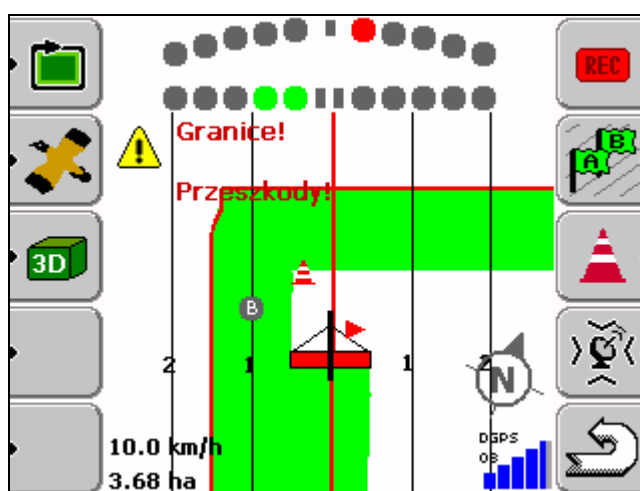 REC
Granice!
B
A
Przeszkody!
3D
B
2
1
1
2
N
10.0 km/h
DGPS
08
3.68 ha